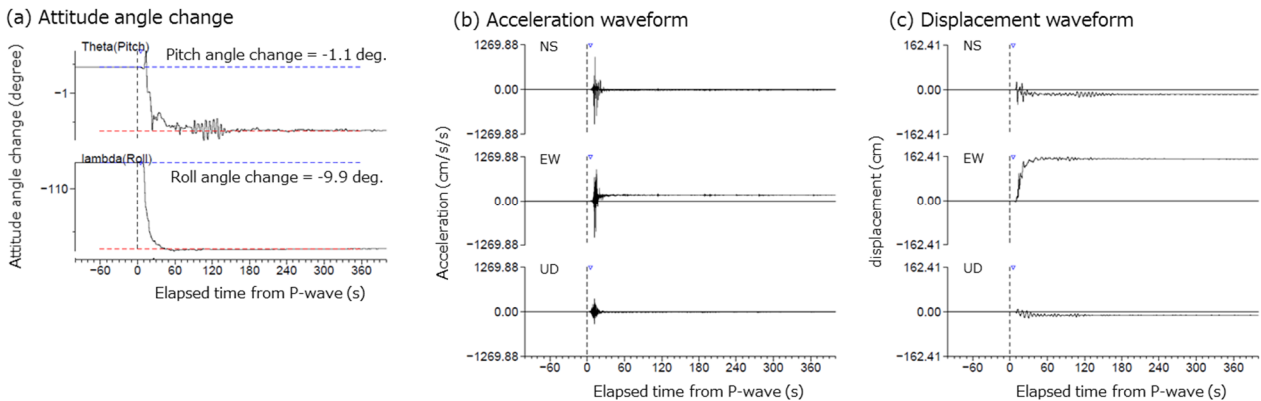 (a) Attitude angle change
Attitude angle change (degree)
Theta(Pitch)
Pitch angle change = -1.1 deg.
−1
lambda(Roll)
Roll angle change = -9.9 deg.
−110
−60 0 60 120 180 240 300 360
Elapsed time from P-wave (s)
(b) Acceleration waveform
Acceleration (cm/s/s)
1269.88
NS
0.00
−1269.88
1269.88
EW
0.00
−1269.88
1269.88
UD
0.00
−1269.88
−60 0 60 120 180 240 300 360
Elapsed time from P-wave (s)
(c) Displacement waveform
displacement (cm)
162.41
NS
0.00
−162.41
162.41
EW
0.00
−162.41
162.41
UD
0.00
−162.41
−60 0 60 120 180 240 300 360
Elapsed time from P-wave (s)